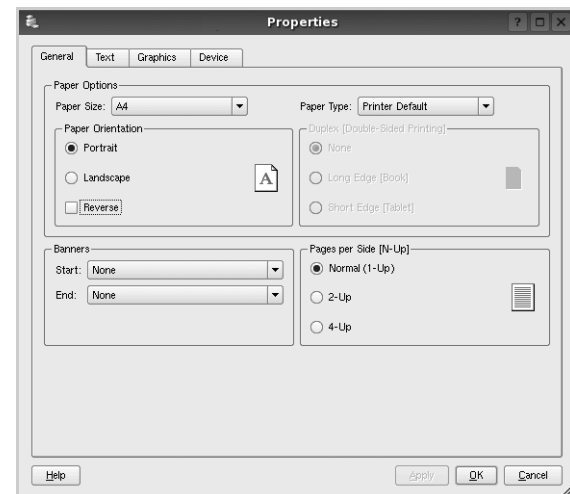 Properties
General Text Graphics Device
Paper Options
Paper Size: A4 Paper Type: Printer Default
Paper Orientation
Portrait
Landscape
A
Reverse
Duplex [Double-Sided Printing]
None
Long Edge [Book]
Short Edge [Tablet]
Banners
Start: None
End: None
Pages per Side [N-Up]
Normal (1-Up)
2-Up
4-Up
Help Apply OK Cancel